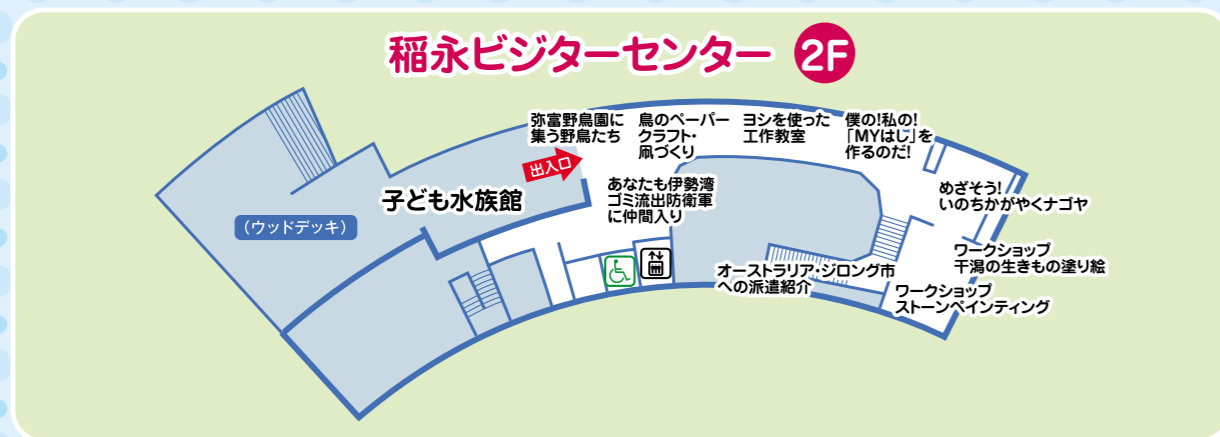 稲永ビジターセンター 2F
弥富野鳥園に
集う野鳥たち
鳥のペーパー
クラフト・
凧づくり
ヨシを使った
工作教室
僕の!私の!
「MYはし」を
作るのだ!
出入口
子ども水族館
(ウッドデッキ)
あなたも伊勢湾
ゴミ流出防衛軍
に仲間入り
めざそう!
いのちかがやくナゴヤ
ワークショップ
干潟の生きもの塗り絵
オーストラリア・ジロング市
への派遣紹介
ワークショップ
ストーンペインティング